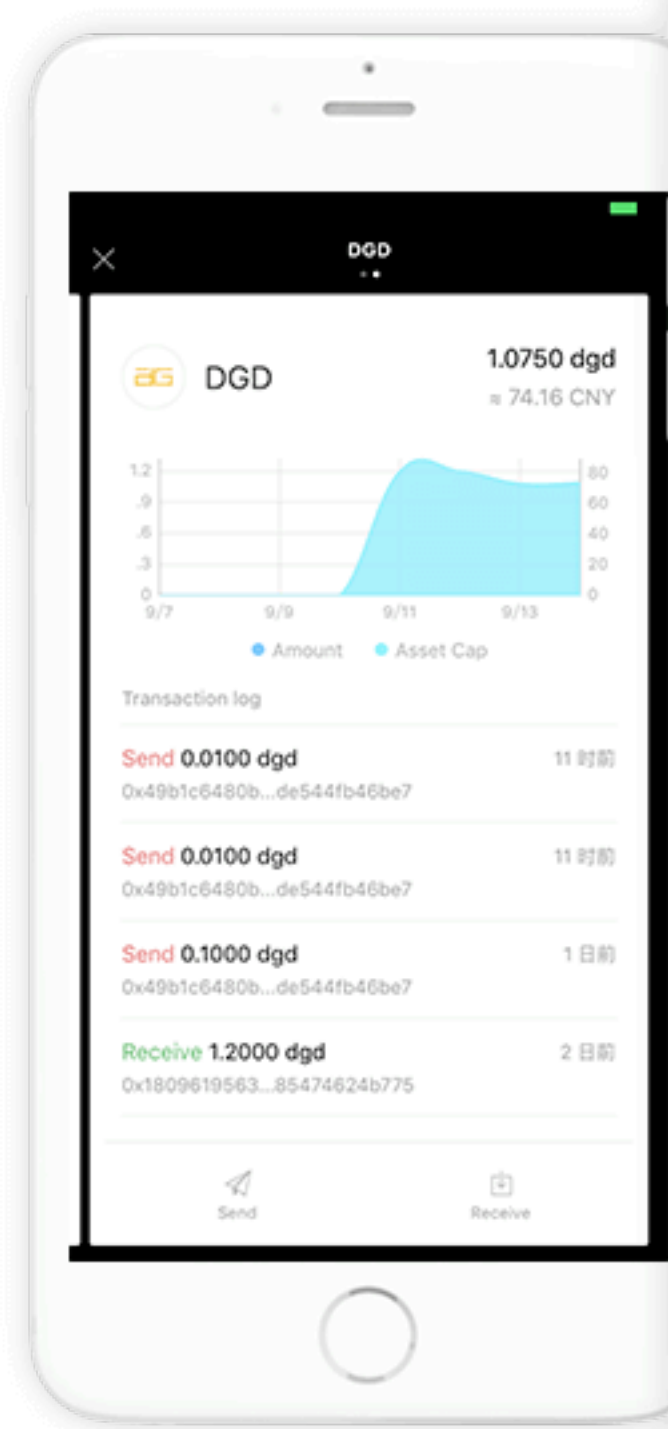 DGD
DGD
1.0750 dgd
≈ 74.16 CNY
1.2
.9
.6
.3
0
80
60
40
20
0
9/7 9/9 9/11 9/13
Amount Asset Cap
Transaction log
Send 0.0100 dgd 11 时前
0x49b1c6480b...de544fb46be7
Send 0.0100 dgd 11 时前
0x49b1c6480b...de544fb46be7
Send 0.1000 dgd 1 日前
0x49b1c6480b...de544fb46be7
Receive 1.2000 dgd 2 日前
0x1809619563...85474624b775
Send Receive